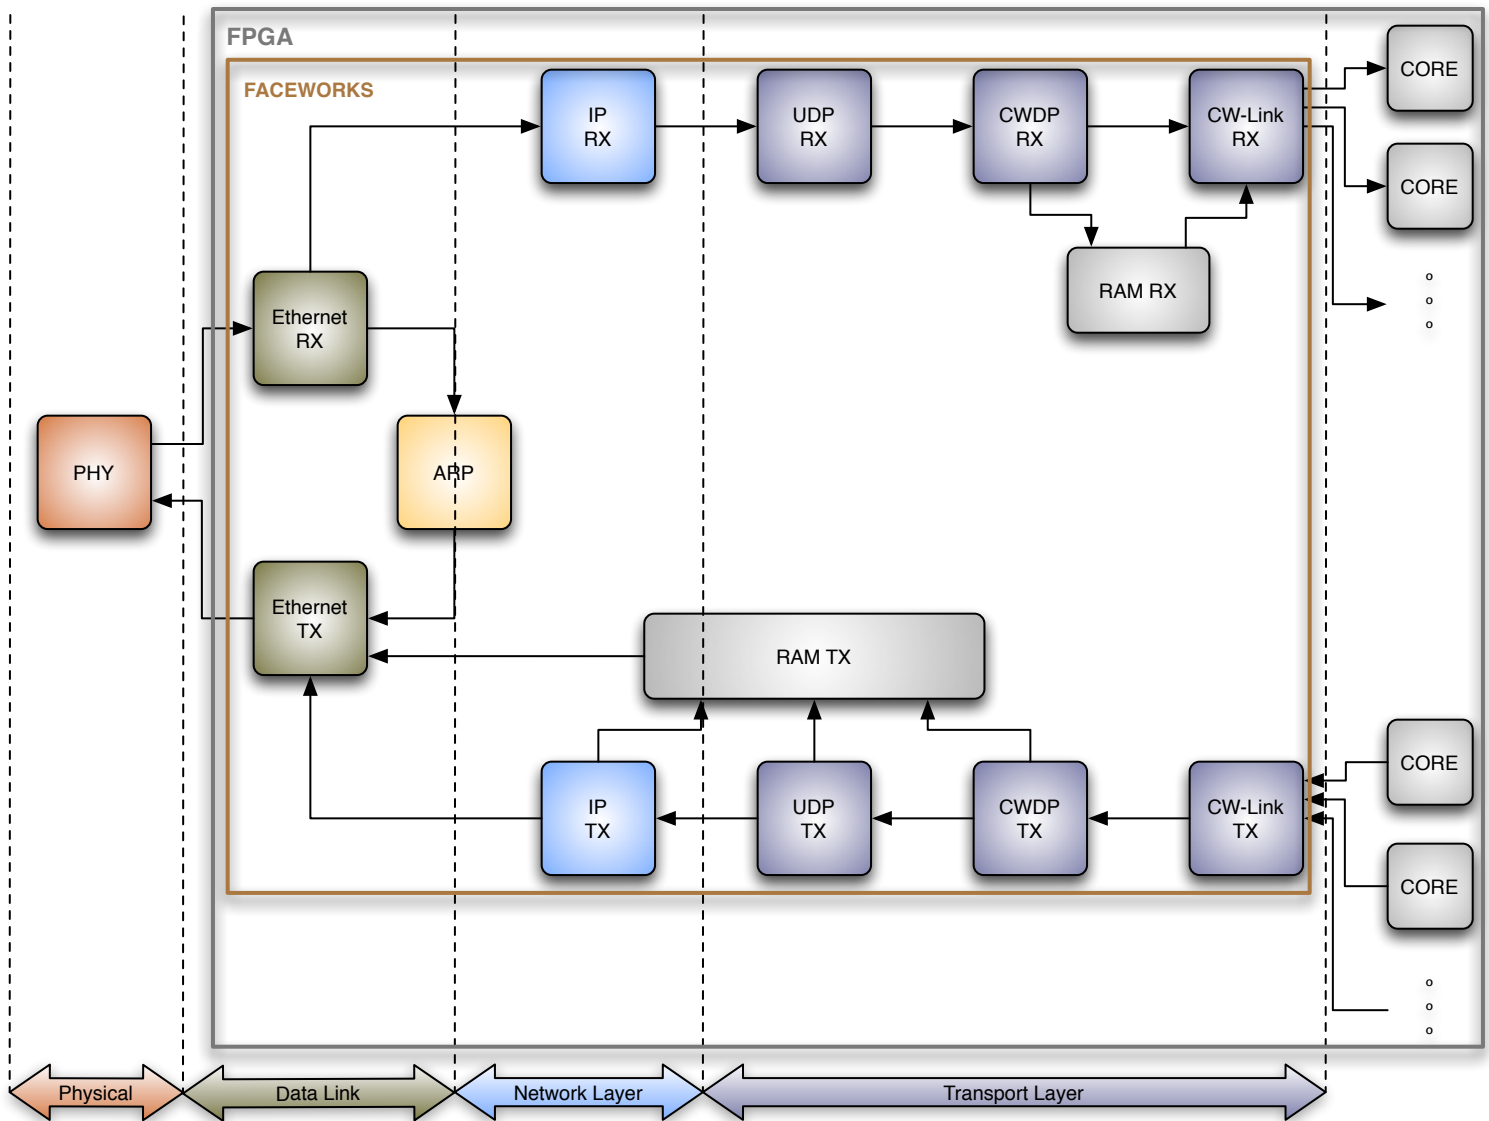 FPGA
FACEWORKS
IP
RX
UDP
RX
CWDP
RX
CW-Link
RX
CORE
CORE
RAM RX
Ethernet
RX
PHY
ARP
Ethernet
TX
RAM TX
IP
TX
UDP
TX
CWDP
TX
CW-Link
TX
CORE
CORE
Physical
Data Link
Network Layer
Transport Layer